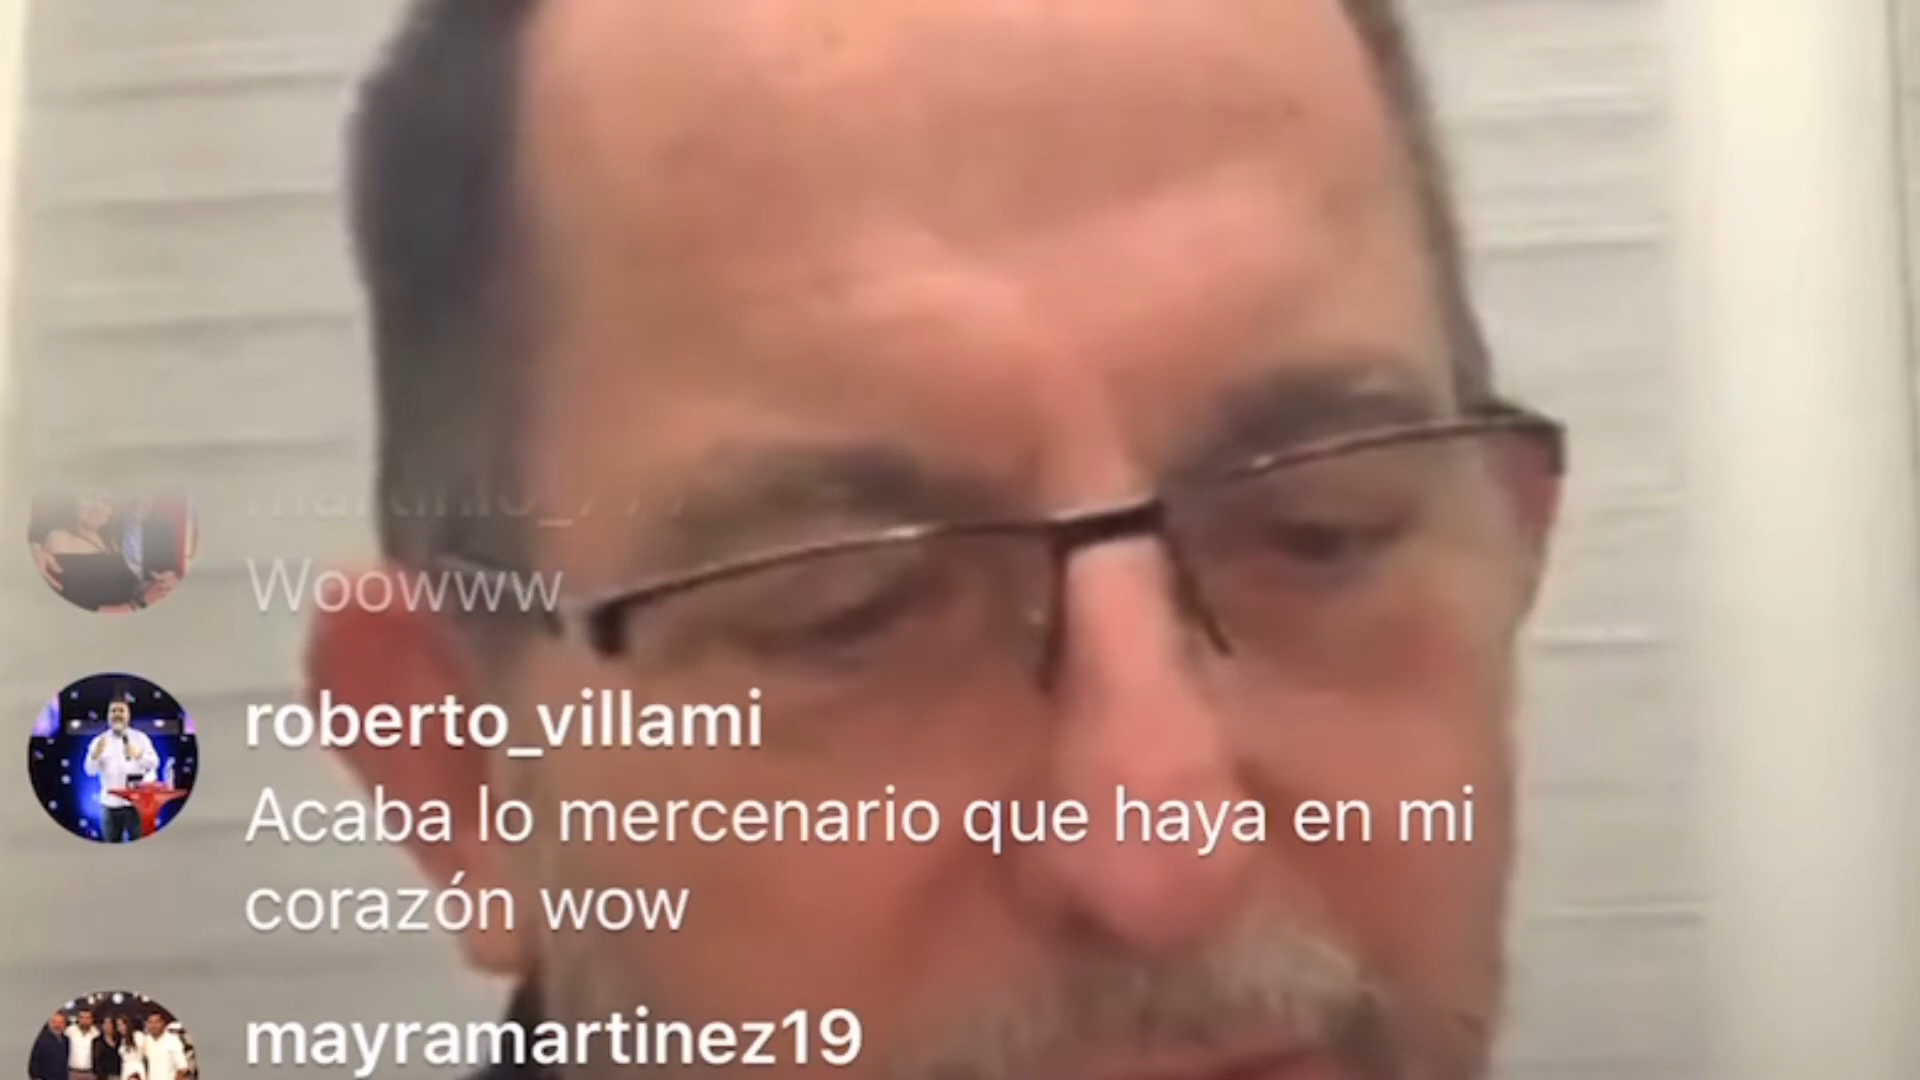 Woowww
roberto_villami
Acaba lo mercenario que haya en mi
corazón wow
mayramartinez19